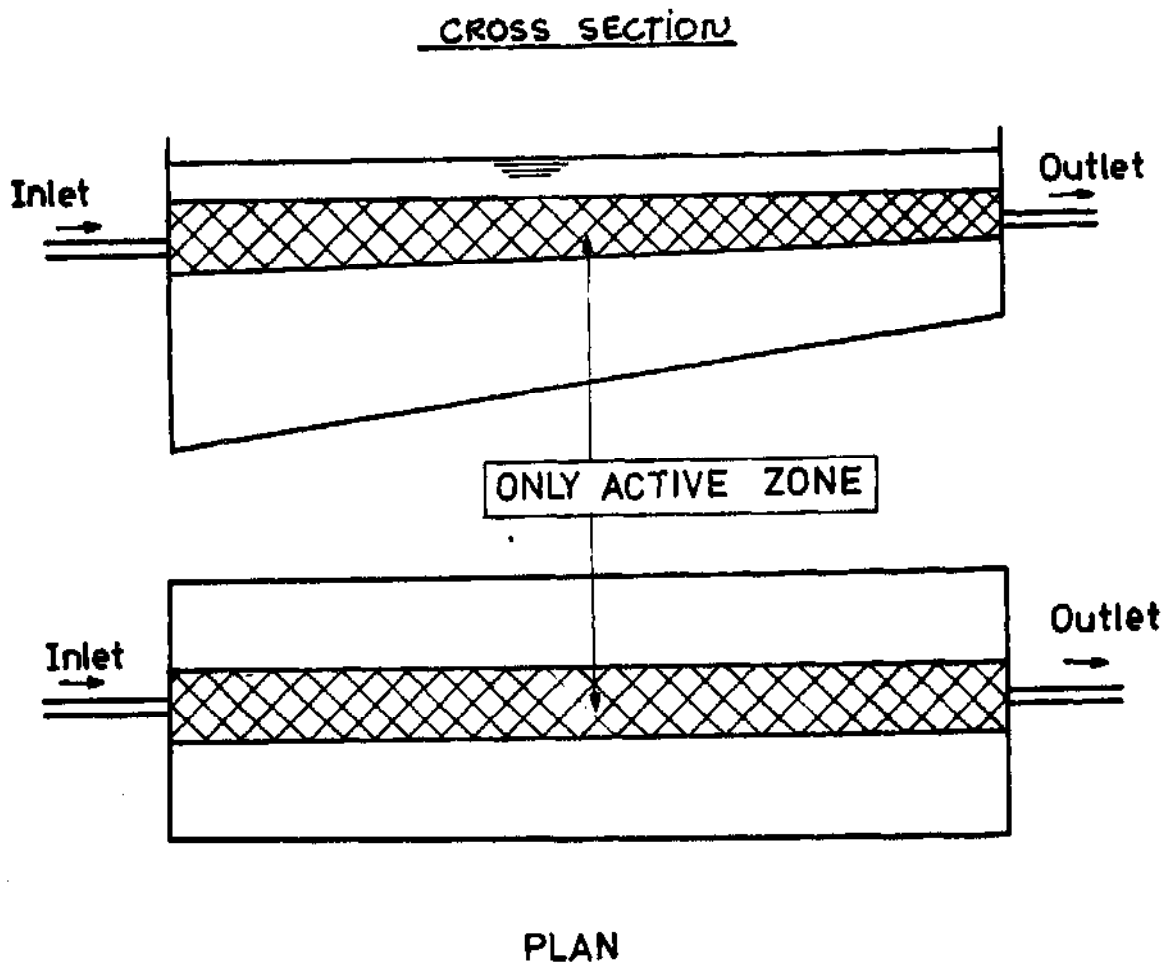 CROSS SECTION
Inlet
Outlet
ONLY ACTIVE ZONE
Inlet
Outlet
PLAN